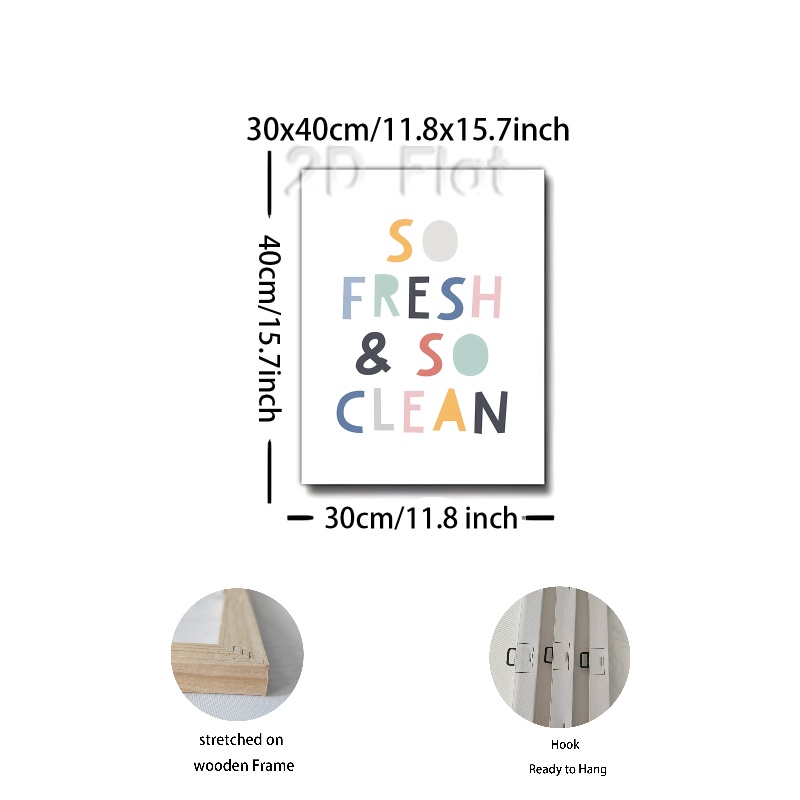 30x40cm/11.8x15.7inch
2D Flat
40cm/15.7inch
SO
FRESH
& SO
CLEAN
30cm/11.8 inch
stretched on
wooden Frame
Hook
Ready to Hang